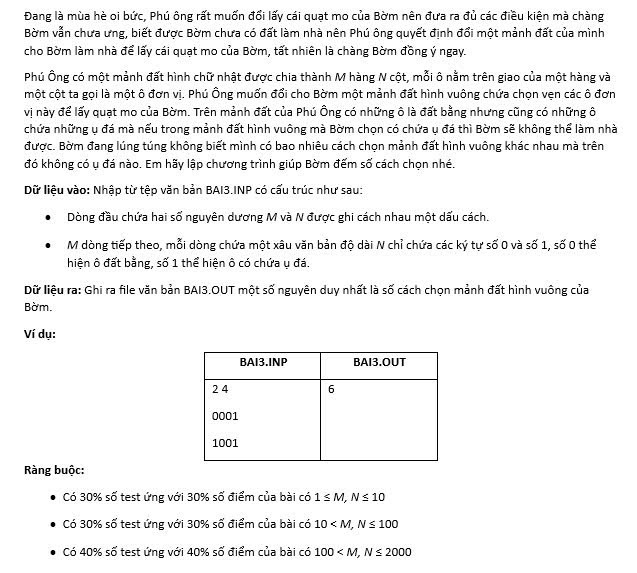 Đang là mùa hè oi bức, Phú ông rất muốn đổi lấy cái quạt mo của Bờm nên đưa ra đủ các điều kiện mà chàng
Bờm vẫn chưa ưng, biết được Bờm chưa có đất làm nhà nên Phú ông quyết định đổi một mảnh đất của mình
cho Bờm làm nhà để lấy cái quạt mo của Bờm, tất nhiên là chàng Bờm đồng ý ngay.
Phú Ông có một mảnh đất hình chữ nhật được chia thành M hàng N cột, mỗi ô nằm trên giao của một hàng và
một cột ta gọi là một ô đơn vị. Phú Ông muốn đổi cho Bờm một mảnh đất hình vuông chứa chọn vẹn các ô đơn
vị này để lấy quạt mo của Bờm. Trên mảnh đất của Phú Ông có những ô là đất bằng nhưng cũng có những ô
chứa những ụ đá mà nếu trong mảnh đất hình vuông mà Bờm chọn có chứa ụ đá thì Bờm sẽ không thể làm nhà
được. Bờm đang lúng túng không biết mình có bao nhiêu cách chọn mảnh đất hình vuông khác nhau mà trên
đó không có ụ đá nào. Em hãy lập chương trình giúp Bờm đếm số cách chọn nhé.
Dữ liệu vào: Nhập từ tệp văn bản BAI3.INP có cấu trúc như sau:
• Dòng đầu chứa hai số nguyên dương M và N được ghi cách nhau một dấu cách.
• M dòng tiếp theo, mỗi dòng chứa một xâu văn bản độ dài N chỉ chứa các ký tự số 0 và số 1, số 0 thể
hiện ô đất bằng, số 1 thể hiện ô có chứa ụ đá.
Dữ liệu ra: Ghi ra file văn bản BAI3.OUT một số nguyên duy nhất là số cách chọn mảnh đất hình vuông của
Bờm.
Ví dụ:
BAI3.INP BAI3.OUT
2 4 6
0001
1001
Ràng buộc:
• Có 30% số test ứng với 30% số điểm của bài có 1 ≤ M, N ≤ 10
• Có 30% số test ứng với 30% số điểm của bài có 10 < M, N ≤ 100
• Có 40% số test ứng với 40% số điểm của bài có 100 < M, N ≤ 2000